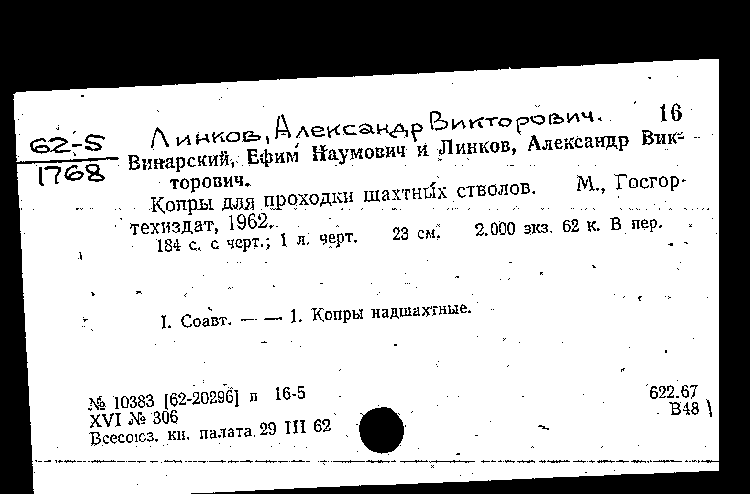 Линков, Александр Викторович. 16
62-5
1768
Винарский, Ефим Наумович и Линков, Александр Вик-
торович.
Копры для проходки шахтных стволов. М., Госгор-
техиздат, 1962.
184 с. с черт.; 1 л. черт. 23 см. 2.000 экз. 62 к. В пер.
I. Соавт. — — 1. Копры надшахтные.
№ 10383 [62-20296] п 16-5
XVI № 306
Всесоюз. кн. палата 29 III 62
622.67
В48